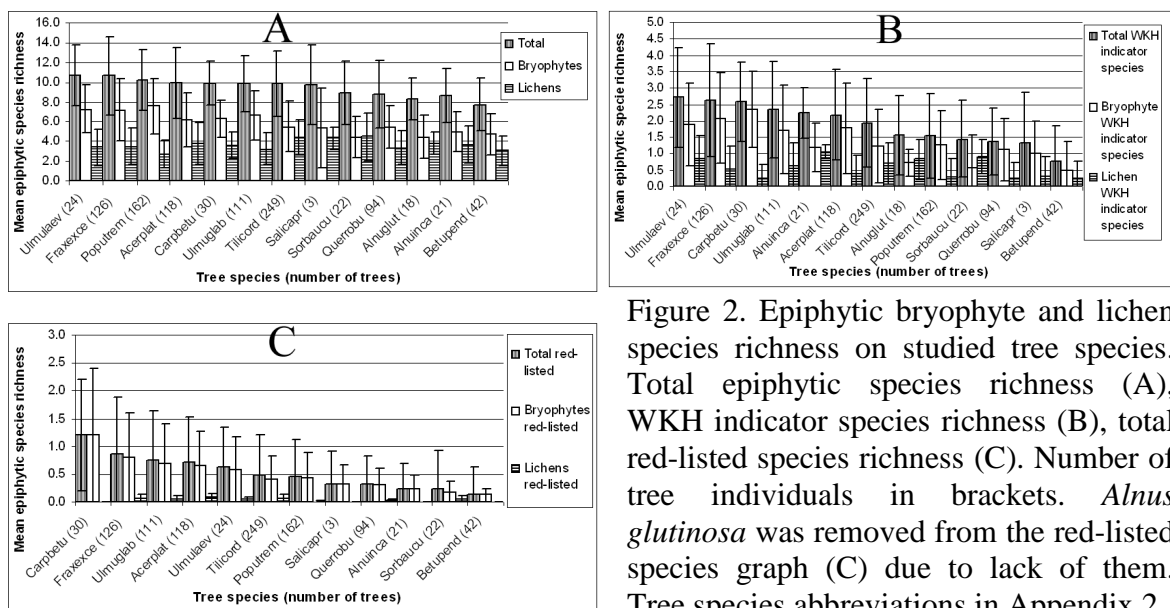 A
16.0
14.0
12.0
10.0
8.0
6.0
4.0
2.0
0.0
Mean epiphytic species richness
Ulmulaev (24)
Fraxexce (126)
Poputrem (162)
Acerplat (118)
Carpbetu (30)
Ulmuglab (111)
Tilicord (249)
Salicapr (3)
Sorbaucu (22)
Querrobu (94)
Alnuglut (18)
Alnuinca (21)
Betupend (42)
Tree species (number of trees)
Total
Bryophytes
Lichens
B
5.0
4.5
4.0
3.5
3.0
2.5
2.0
1.5
1.0
0.5
0.0
Mean epiphytic specie richness
Ulmulaev (24)
Fraxexce (126)
Carpbetu (30)
Ulmuglab (111)
Alnuinca (21)
Acerplat (118)
Tilicord (249)
Alnuglut (18)
Poputrem (162)
Sorbaucu (22)
Querrobu (94)
Salicapr (3)
Betupend (42)
Tree species (number of trees)
Total WKH
indicator
species
Bryophyte
WKH
indicator
species
Lichen
WKH
indicator
species
C
3.0
2.5
2.0
1.5
1.0
0.5
0.0
Mean epiphytic species richness
Carpbetu (30)
Fraxexce (126)
Ulmuglab (111)
Acerplat (118)
Ulmulaev (24)
Tilicord (249)
Poputrem (162)
Salicapr (3)
Querrobu (94)
Alnuinca (21)
Sorbaucu (22)
Betupend (42)
Tree species (number of trees)
Total red-
listed
Bryophytes
red-listed
Lichens
red-listed
Figure 2. Epiphytic bryophyte and lichen
species richness on studied tree species.
Total epiphytic species richness (A),
WKH indicator species richness (B), total
red-listed species richness (C). Number of
tree individuals in brackets. Alnus
glutinosa was removed from the red-listed
species graph (C) due to lack of them.
Tree species abbreviations in Appendix 2.